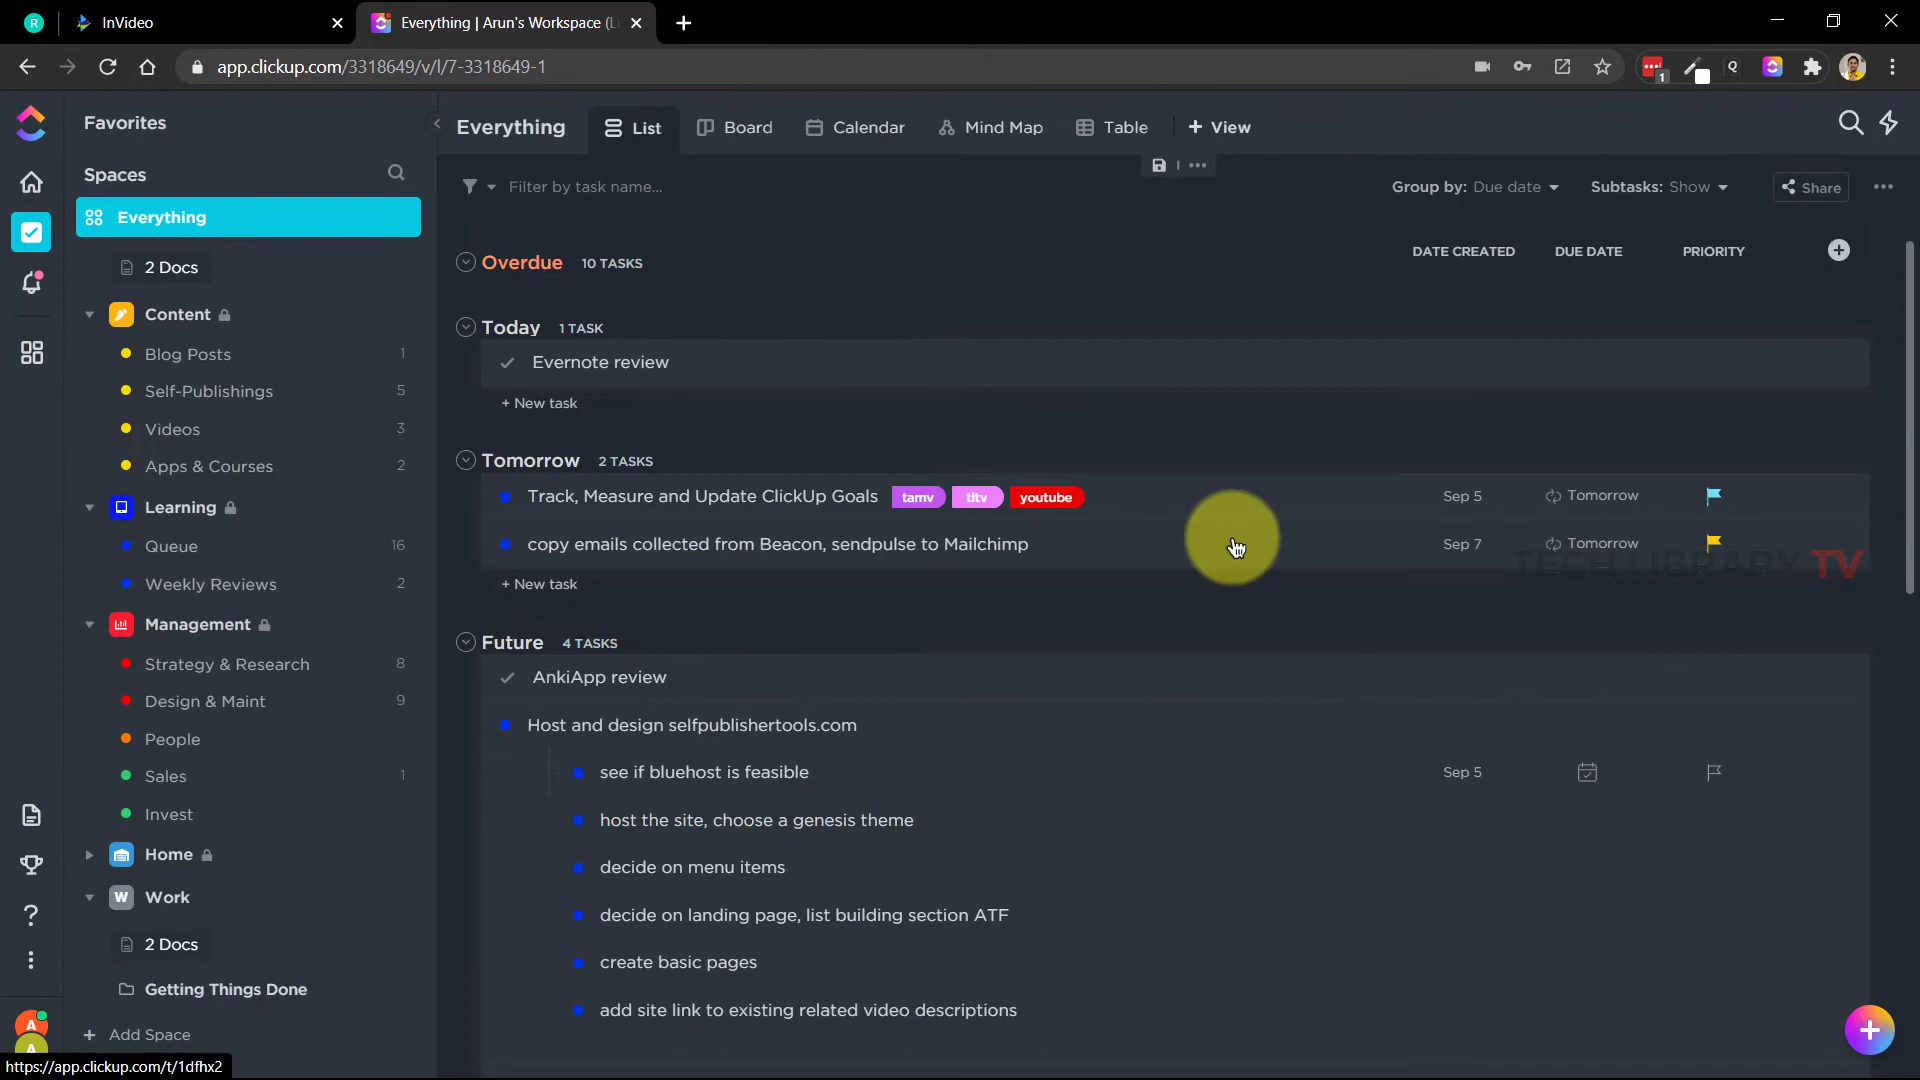 R
InVideo
Everything | Arun's Workspace (Li
app.clickup.com/3318649/v/l/7-3318649-1
1
Q
Favorites
Spaces
Everything
2 Docs
Content
Blog Posts 1
Self-Publishings 5
Videos 3
Apps & Courses 2
Learning
Queue 16
Weekly Reviews 2
Management
Strategy & Research 8
Design & Maint 9
People
Sales 1
Invest
Home
W Work
2 Docs
Getting Things Done
+ Add Space
A
A
https://app.clickup.com/t/1dfhx2
Everything List Board Calendar Mind Map Table + View
Filter by task name...
Group by: Due date Subtasks: Show Share
Overdue 10 TASKS DATE CREATED DUE DATE PRIORITY
Today 1 TASK
Evernote review
+ New task
Tomorrow 2 TASKS
Track, Measure and Update ClickUp Goals tamv tltv youtube Sep 5 Tomorrow
copy emails collected from Beacon, sendpulse to Mailchimp Sep 7 Tomorrow
TECH LIBRARY TV
+ New task
Future 4 TASKS
AnkiApp review
Host and design selfpublishertools.com
see if bluehost is feasible Sep 5
host the site, choose a genesis theme
decide on menu items
decide on landing page, list building section ATF
create basic pages
add site link to existing related video descriptions